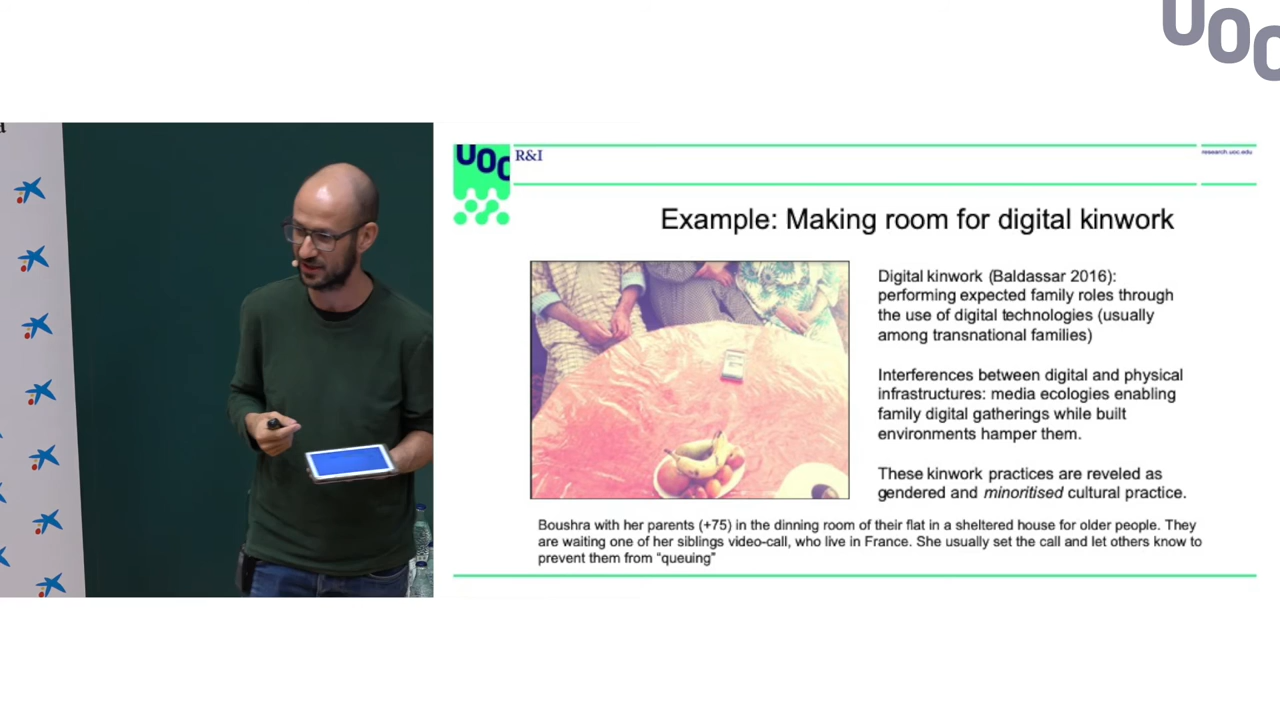 UOC
UOC
R&I
research.uoc.edu
Example: Making room for digital kinwork
Digital kinwork (Baldassar 2016):
performing expected family roles through
the use of digital technologies (usually
among transnational families)
Interferences between digital and physical
infrastructures: media ecologies enabling
family digital gatherings while built
environments hamper them.
These kinwork practices are reveled as
gendered and minoritised cultural practice.
Boushra with her parents (+75) in the dinning room of their flat in a sheltered house for older people. They
are waiting one of her siblings video-call, who live in France. She usually set the call and let others know to
prevent them from “queuing”